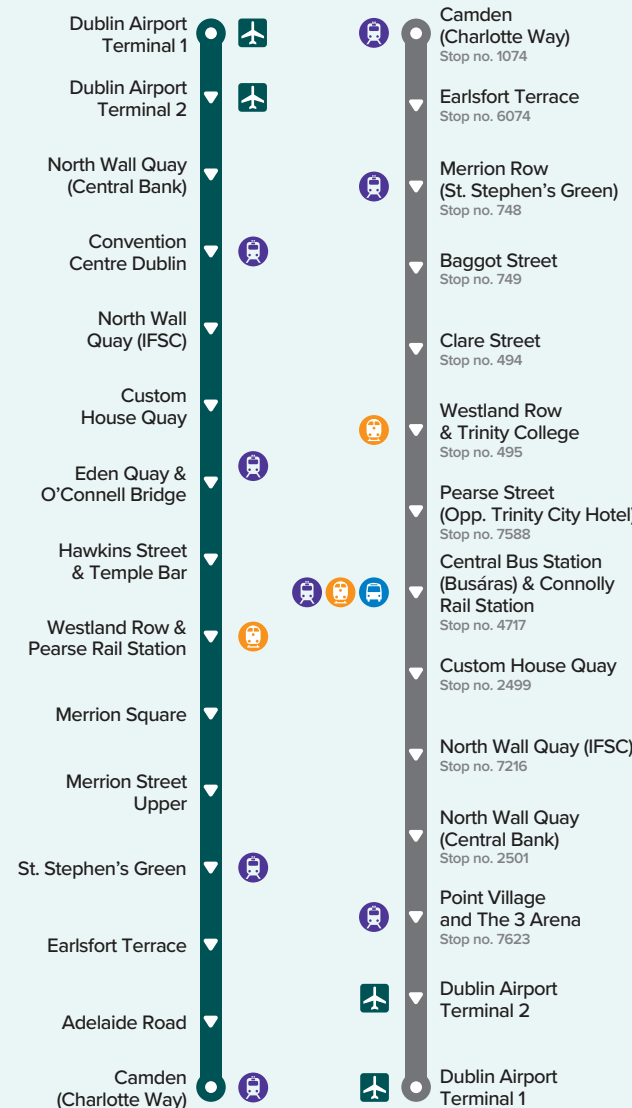 Dublin Airport
Terminal 1
Dublin Airport
Terminal 2
North Wall Quay
(Central Bank)
Convention
Centre Dublin
North Wall
Quay (IFSC)
Custom
House Quay
Eden Quay &
O'Connell Bridge
Hawkins Street
& Temple Bar
Westland Row &
Pearse Rail Station
Merrion Square
Merrion Street
Upper
St. Stephen's Green
Earlsfort Terrace
Adelaide Road
Camden
(Charlotte Way)
Camden
(Charlotte Way)
Stop no. 1074
Earlsfort Terrace
Stop no. 6074
Merrion Row
(St. Stephen's Green)
Stop no. 748
Baggot Street
Stop no. 749
Clare Street
Stop no. 494
Westland Row
& Trinity College
Stop no. 495
Pearse Street
(Opp. Trinity City Hotel)
Stop no. 7588
Central Bus Station
(Busáras) & Connolly
Rail Station
Stop no. 4717
Custom House Quay
Stop no. 2499
North Wall Quay (IFSC)
Stop no. 7216
North Wall Quay
(Central Bank)
Stop no. 2501
Point Village
and The 3 Arena
Stop no. 7623
Dublin Airport
Terminal 2
Dublin Airport
Terminal 1